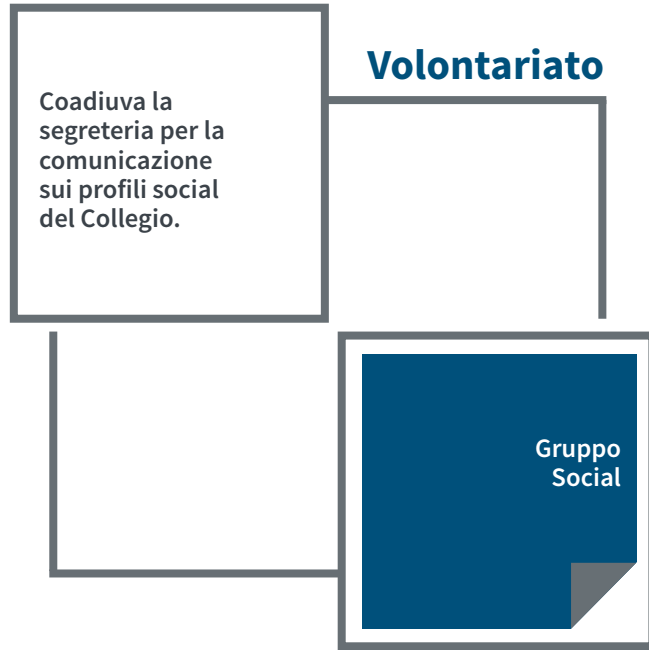 Volontariato
Coadiuva la
segreteria per la
comunicazione
sui profili social
del Collegio.
Gruppo
Social